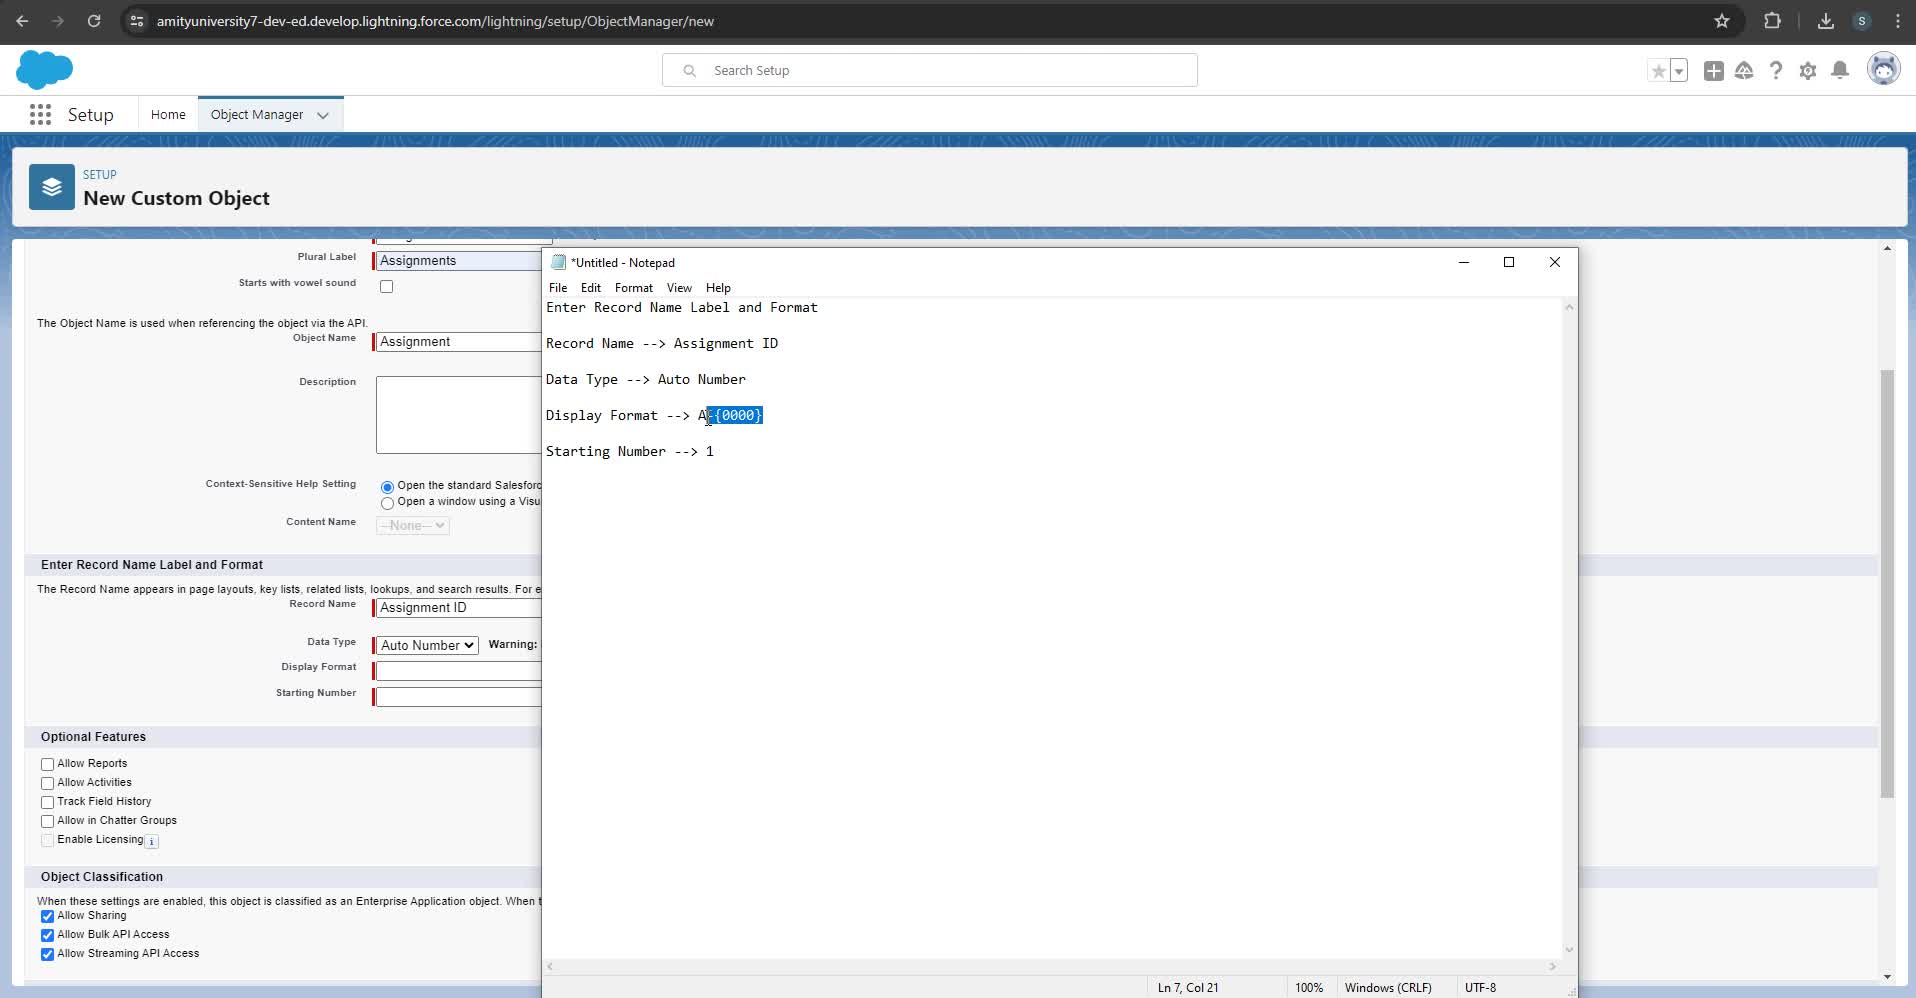 amityuniversity7-dev-ed.develop.lightning.force.com/lightning/setup/ObjectManager/new
S
Search Setup
Setup
Home
Object Manager
SETUP
New Custom Object
Plural Label
Assignments
Starts with vowel sound
The Object Name is used when referencing the object via the API.
Object Name
Assignment
Description
Context-Sensitive Help Setting
Open the standard Salesforc
Open a window using a Visu
Content Name
--None--
Enter Record Name Label and Format
The Record Name appears in page layouts, key lists, related lists, lookups, and search results. For e
Record Name
Assignment ID
Data Type
Auto Number
Warning:
Display Format
Starting Number
Optional Features
Allow Reports
Allow Activities
Track Field History
Allow in Chatter Groups
Enable Licensing
i
Object Classification
When these settings are enabled, this object is classified as an Enterprise Application object. When t
Allow Sharing
Allow Bulk API Access
Allow Streaming API Access
*Untitled - Notepad
File Edit Format View Help
Enter Record Name Label and Format
Record Name --> Assignment ID
Data Type --> Auto Number
Display Format --> A-{0000}
Starting Number --> 1
Ln 7, Col 21
100%
Windows (CRLF)
UTF-8